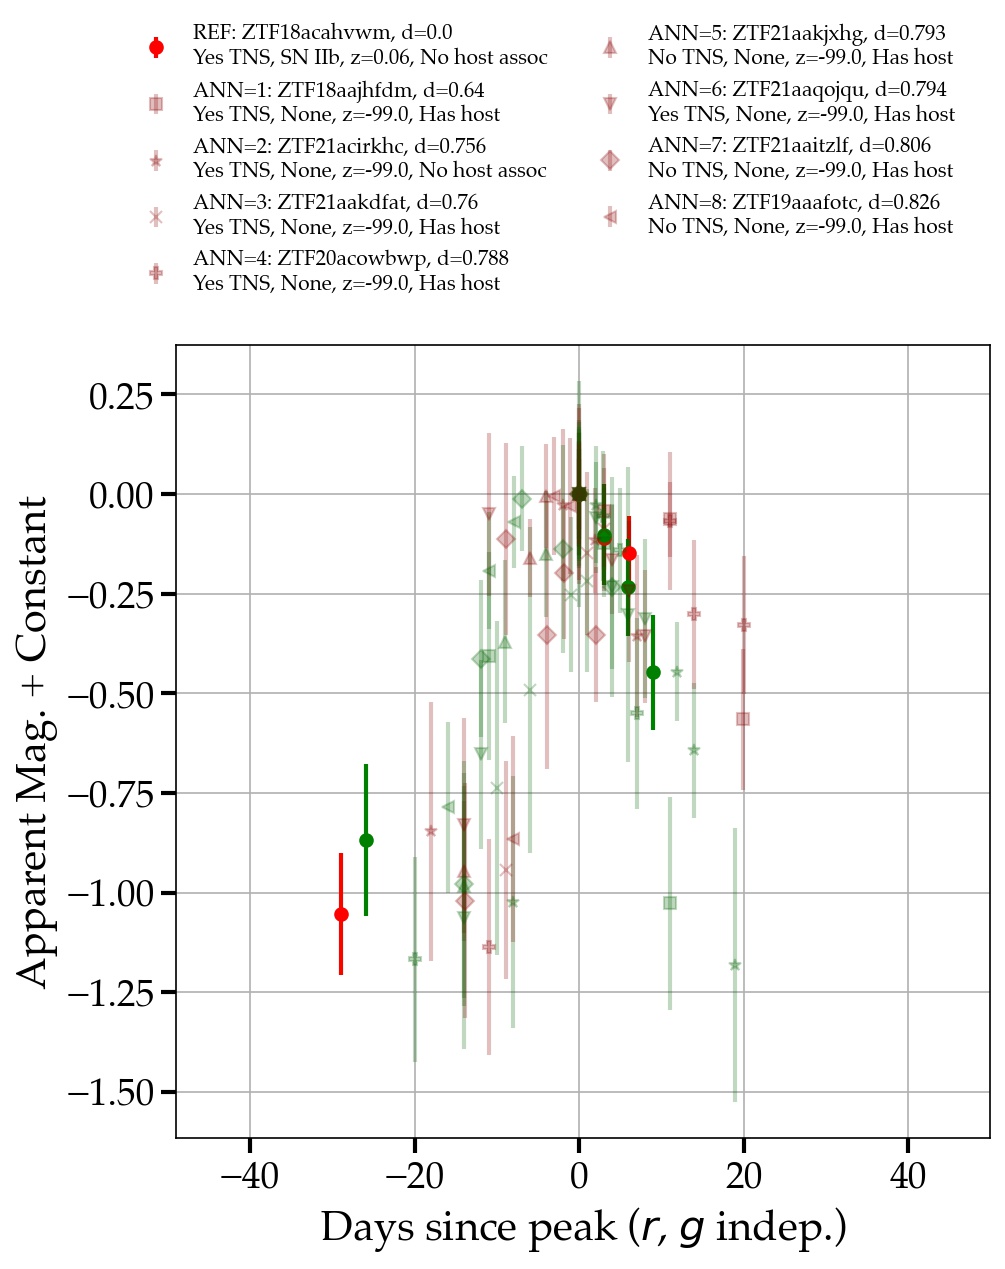 REF: ZTF18acahvwm, d=0.0
Yes TNS, SN IIb, z=0.06, No host assoc
ANN=1: ZTF18aajhfdm, d=0.64
Yes TNS, None, z=-99.0, Has host
ANN=2: ZTF21acirkhc, d=0.756
Yes TNS, None, z=-99.0, No host assoc
ANN=3: ZTF21aakdfat, d=0.76
Yes TNS, None, z=-99.0, Has host
ANN=4: ZTF20acowbwp, d=0.788
Yes TNS, None, z=-99.0, Has host
ANN=5: ZTF21aakjxhg, d=0.793
No TNS, None, z=-99.0, Has host
ANN=6: ZTF21aaqojqu, d=0.794
Yes TNS, None, z=-99.0, Has host
ANN=7: ZTF21aaitzlf, d=0.806
No TNS, None, z=-99.0, Has host
ANN=8: ZTF19aaafotc, d=0.826
No TNS, None, z=-99.0, Has host
Apparent Mag. + Constant
0.25
0.00
−0.25
−0.50
−0.75
−1.00
−1.25
−1.50
−40
−20
0
20
40
Days since peak (r, g indep.)